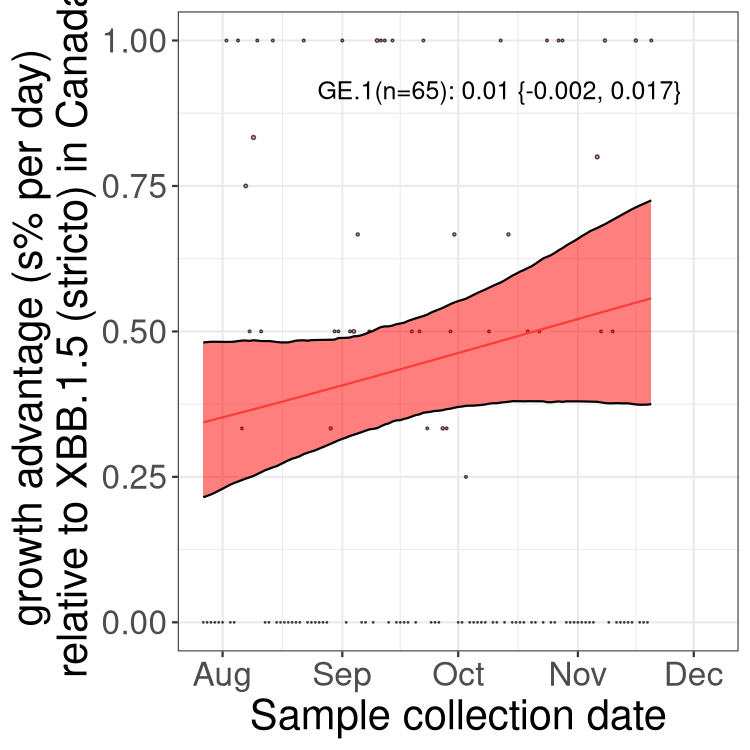 growth advantage (s% per day)
relative to XBB.1.5 (stricto) in Canada
1.00
0.75
0.50
0.25
0.00
GE.1(n=65): 0.01 {-0.002, 0.017}
Aug Sep Oct Nov Dec
Sample collection date